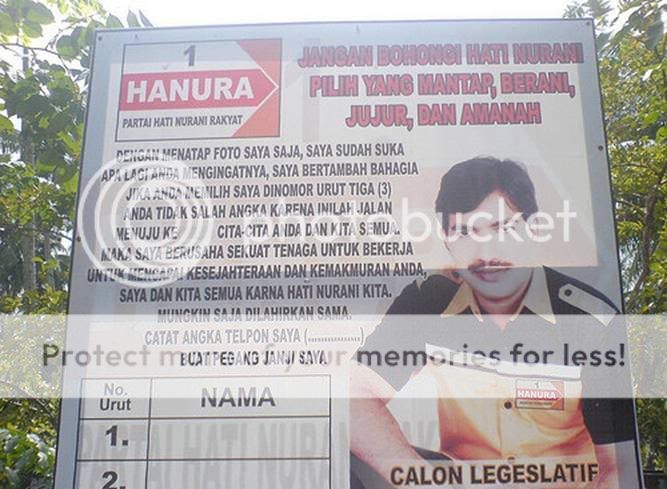 1
HANURA
PARTAI HATI NURANI RAKYAT
JANGAN BOHONGI HATI NURANI
PILIH YANG MANTAP, BERANI,
JUJUR, DAN AMANAH
DENGAN MENATAP FOTO SAYA SAJA, SAYA SUDAH SUKA
APA LAGI ANDA MENGINGATNYA, SAYA BERTAMBAH BAHAGIA
JIKA ANDA MEMILIH SAYA DINOMOR URUT TIGA (3)
ANDA TIDAK SALAH ANGKA KARENA INILAH JALAN
MENUJU KE CITA-CITA ANDA DAN KITA SEMUA.
MAKA SAYA BERUSAHA SEKUAT TENAGA UNTUK BEKERJA
UNTUK MENCAPAI KESEJAHTERAAN DAN KEMAKMURAN ANDA,
SAYA DAN KITA SEMUA KARNA HATI NURANI KITA.
MUNGKIN SAJA DILAHIRKAN SAMA.
CATAT ANGKA TELPON SAYA (................)
BUAT PEGANG JANJI SAYA
photobucket
Protect more of your memories for less!
No. Urut
NAMA
1.
2.
PARTAI HATI NURANI
1
HANURA
CALON LEGESLATIF